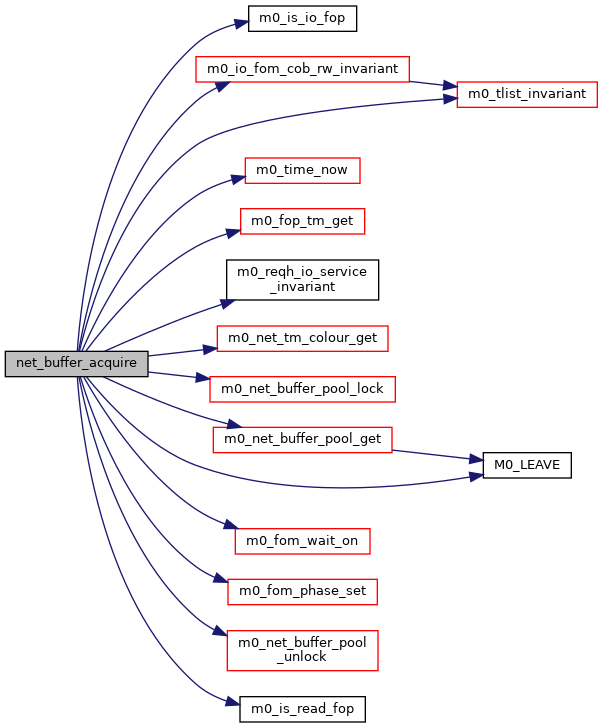 m0_is_io_fop
m0_io_fom_cob_rw_invariant
m0_tlist_invariant
m0_time_now
m0_fop_tm_get
m0_reqh_io_service
_invariant
m0_net_tm_colour_get
net_buffer_acquire
m0_net_buffer_pool_lock
m0_net_buffer_pool_get
M0_LEAVE
m0_fom_wait_on
m0_fom_phase_set
m0_net_buffer_pool
_unlock
m0_is_read_fop